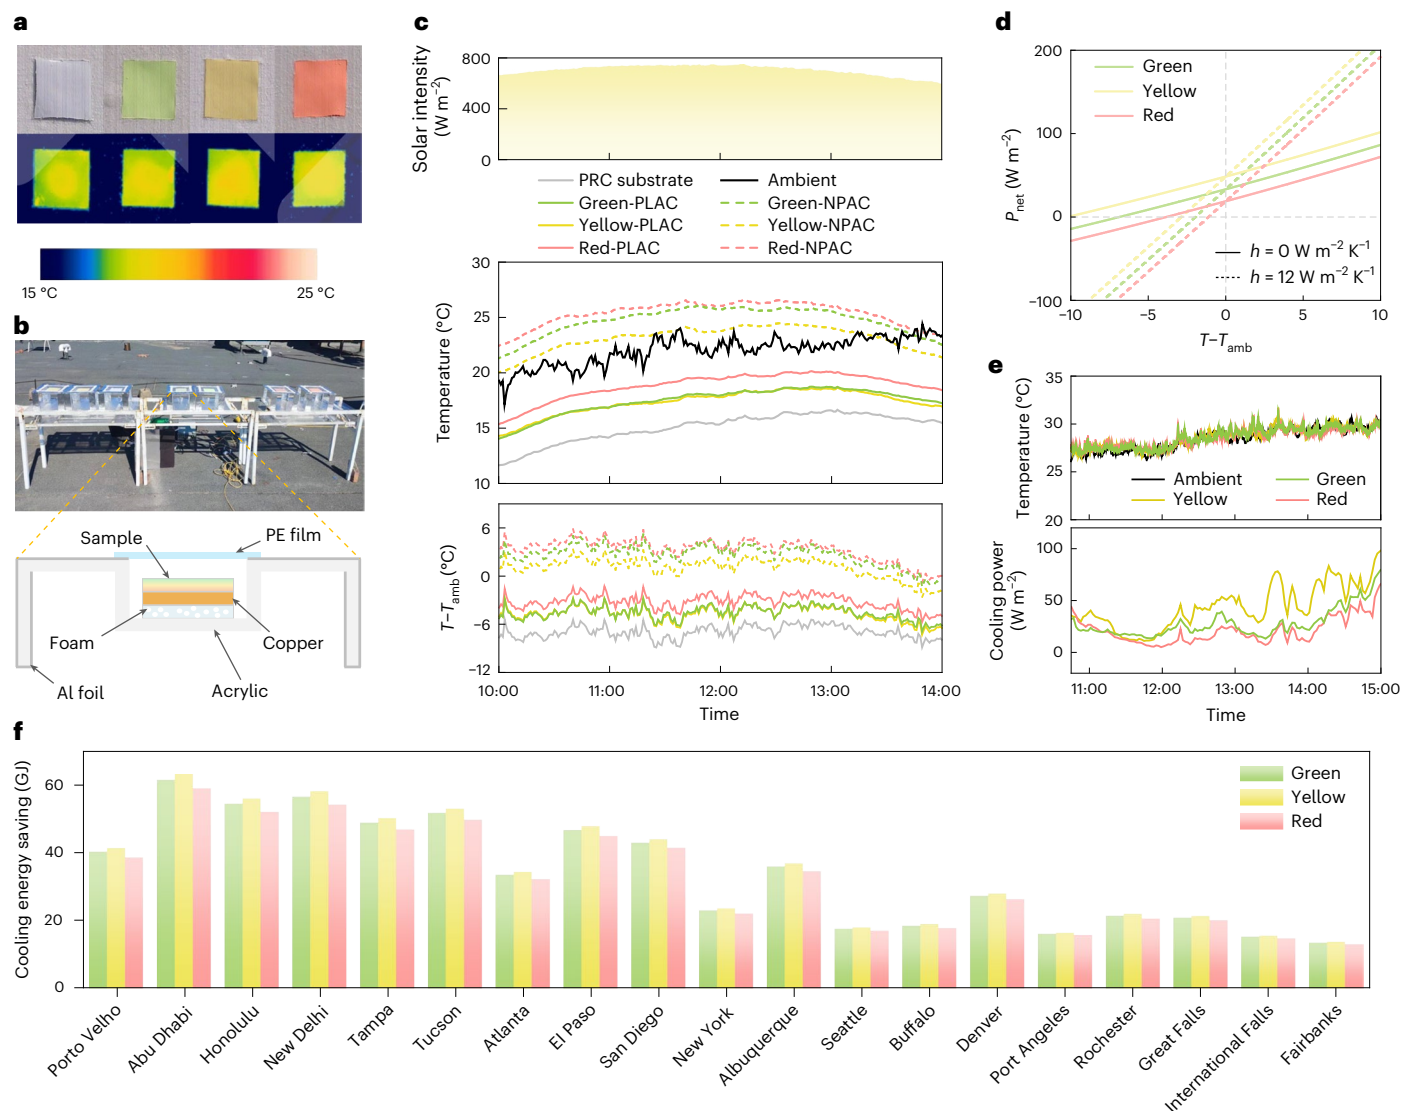 a
15 °C
25 °C
b
Sample
PE film
Foam
Copper
Al foil
Acrylic
c
Solar intensity
(W m−2)
800
400
0
PRC substrate
Ambient
Green-PLAC
Green-NPAC
Yellow-PLAC
Yellow-NPAC
Red-PLAC
Red-NPAC
Temperature (°C)
30
25
20
15
10
T−Tamb (°C)
6
0
−6
−12
10:00
11:00
12:00
13:00
14:00
Time
d
Pnet (W m−2)
200
100
0
−100
Green
Yellow
Red
h = 0 W m−2 K−1
h = 12 W m−2 K−1
−10
−5
0
5
10
T−Tamb
e
Temperature (°C)
35
30
25
20
Ambient
Green
Yellow
Red
Cooling power
(W m−2)
100
50
0
11:00
12:00
13:00
14:00
15:00
Time
f
Cooling energy saving (GJ)
60
40
20
0
Green
Yellow
Red
Porto Velho
Abu Dhabi
Honolulu
New Delhi
Tampa
Tucson
Atlanta
El Paso
San Diego
New York
Albuquerque
Seattle
Buffalo
Denver
Port Angeles
Rochester
Great Falls
International Falls
Fairbanks